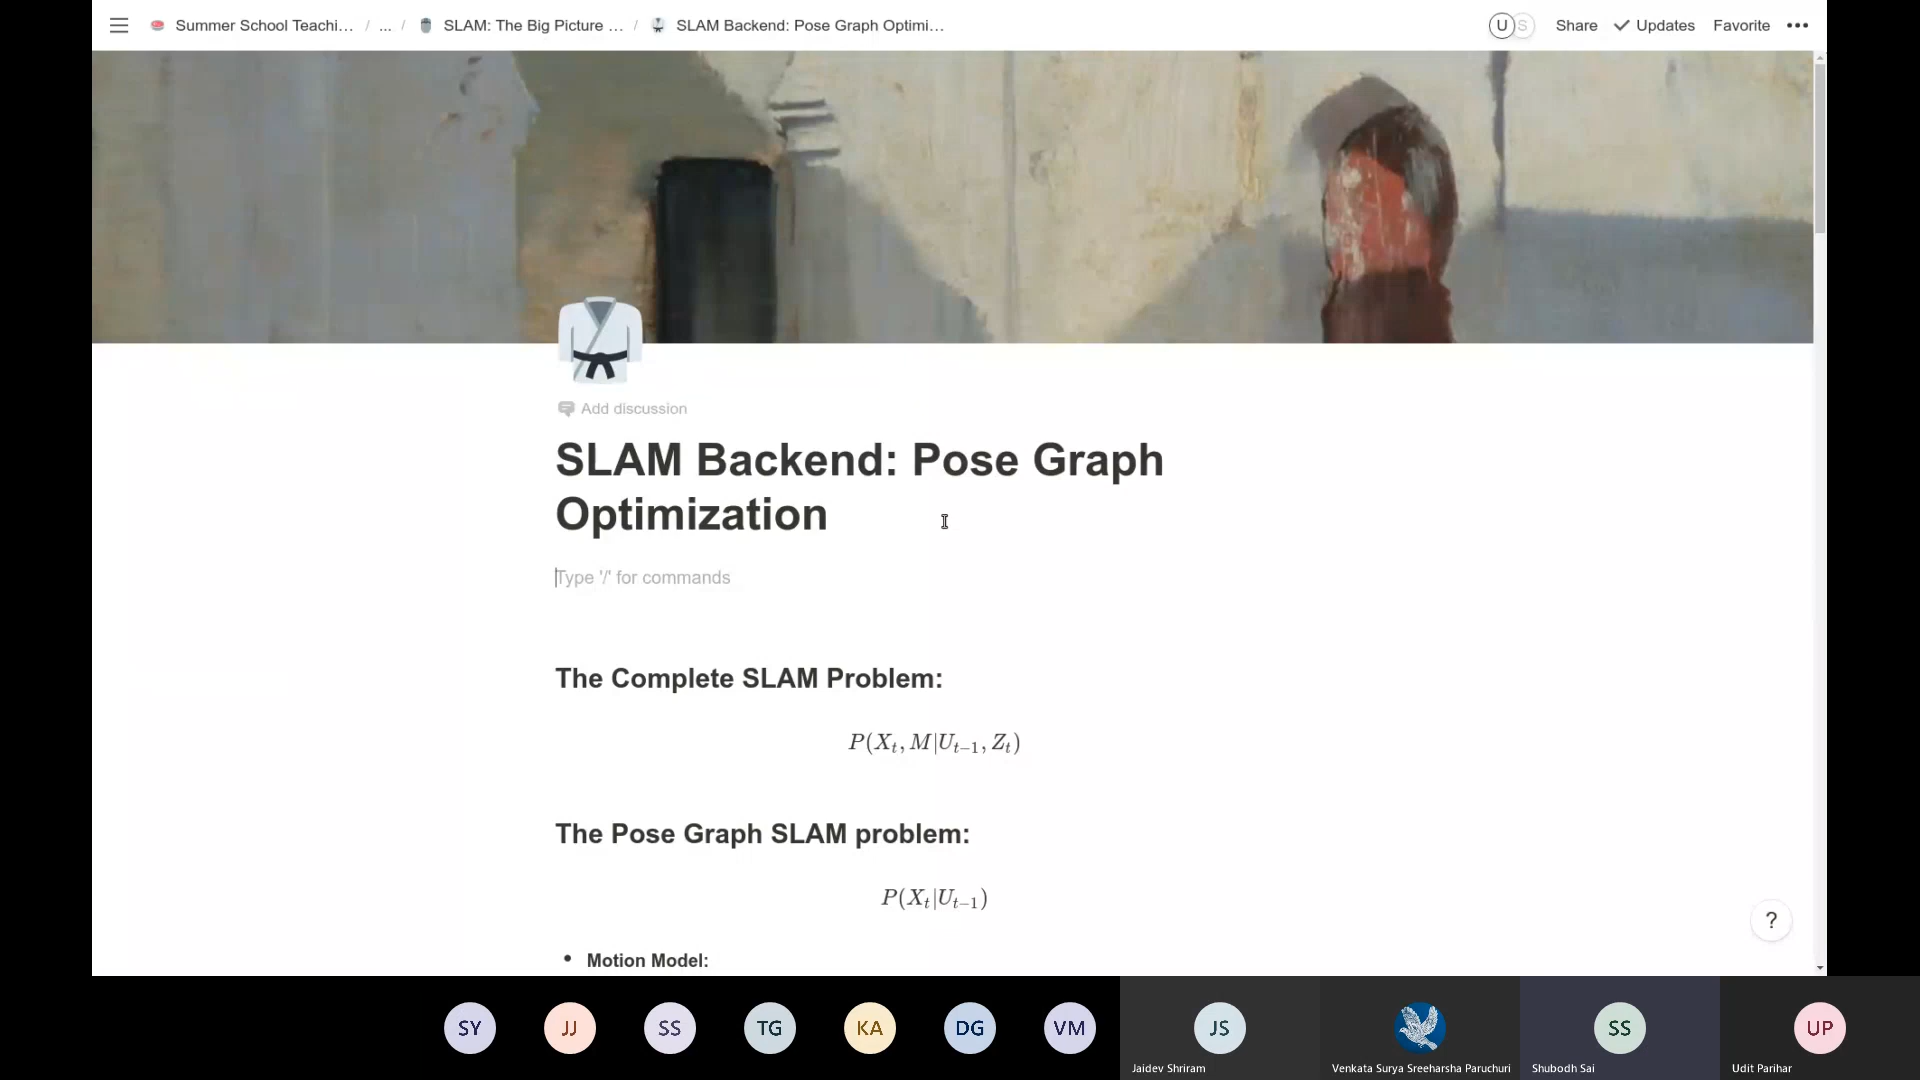 Summer School Teachi... / ... / SLAM: The Big Picture ... / SLAM Backend: Pose Graph Optimi...
U S Share Updates Favorite
Add discussion
SLAM Backend: Pose Graph
Optimization
Type '/' for commands
The Complete SLAM Problem:
P(X_t, M|U_{t−1}, Z_t)
The Pose Graph SLAM problem:
P(X_t|U_{t−1})
?
• Motion Model:
SY JJ SS TG KA DG VM JS SS UP
Jaidev Shriram Venkata Surya Sreeharsha Paruchuri Shubodh Sai Udit Parihar